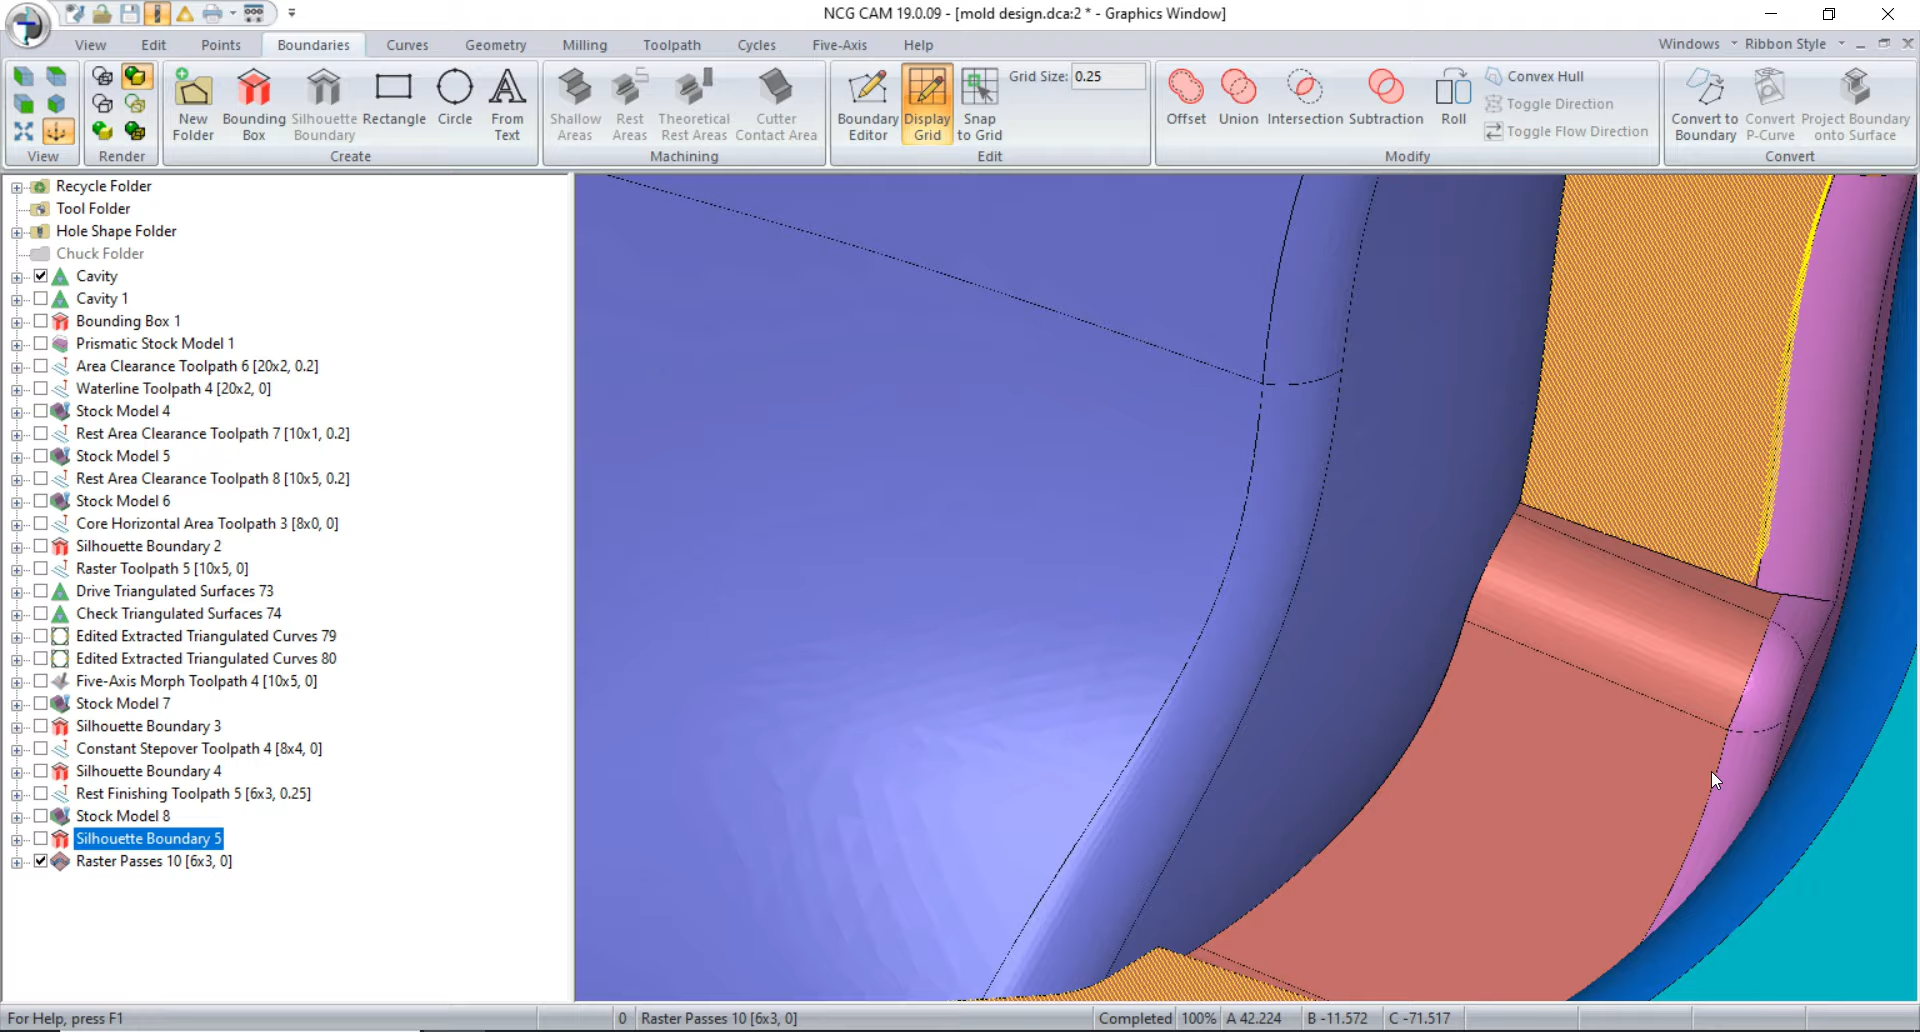 NCG CAM 19.0.09 - [mold design.dca:2 * - Graphics Window]
View Edit Points Boundaries Curves Geometry Milling Toolpath Cycles Five-Axis Help
Windows Ribbon Style
New Folder
Bounding Box
Silhouette Boundary
Rectangle
Circle
From Text
Shallow Areas
Rest Areas
Theoretical Rest Areas
Cutter Contact Area
Boundary Editor
Display Grid
Snap to Grid
Grid Size: 0.25
Offset
Union
Intersection
Subtraction
Roll
Convex Hull
Toggle Direction
Toggle Flow Direction
Convert to Boundary
Convert P-Curve
Project Boundary onto Surface
View Render Create Machining Edit Modify Convert
Recycle Folder
Tool Folder
Hole Shape Folder
Chuck Folder
Cavity
Cavity 1
Bounding Box 1
Prismatic Stock Model 1
Area Clearance Toolpath 6 [20x2, 0.2]
Waterline Toolpath 4 [20x2, 0]
Stock Model 4
Rest Area Clearance Toolpath 7 [10x1, 0.2]
Stock Model 5
Rest Area Clearance Toolpath 8 [10x5, 0.2]
Stock Model 6
Core Horizontal Area Toolpath 3 [8x0, 0]
Silhouette Boundary 2
Raster Toolpath 5 [10x5, 0]
Drive Triangulated Surfaces 73
Check Triangulated Surfaces 74
Edited Extracted Triangulated Curves 79
Edited Extracted Triangulated Curves 80
Five-Axis Morph Toolpath 4 [10x5, 0]
Stock Model 7
Silhouette Boundary 3
Constant Stepover Toolpath 4 [8x4, 0]
Silhouette Boundary 4
Rest Finishing Toolpath 5 [6x3, 0.25]
Stock Model 8
Silhouette Boundary 5
Raster Passes 10 [6x3, 0]
For Help, press F1 0 Raster Passes 10 [6x3, 0] Completed 100% A 42.224 B -11.572 C -71.517